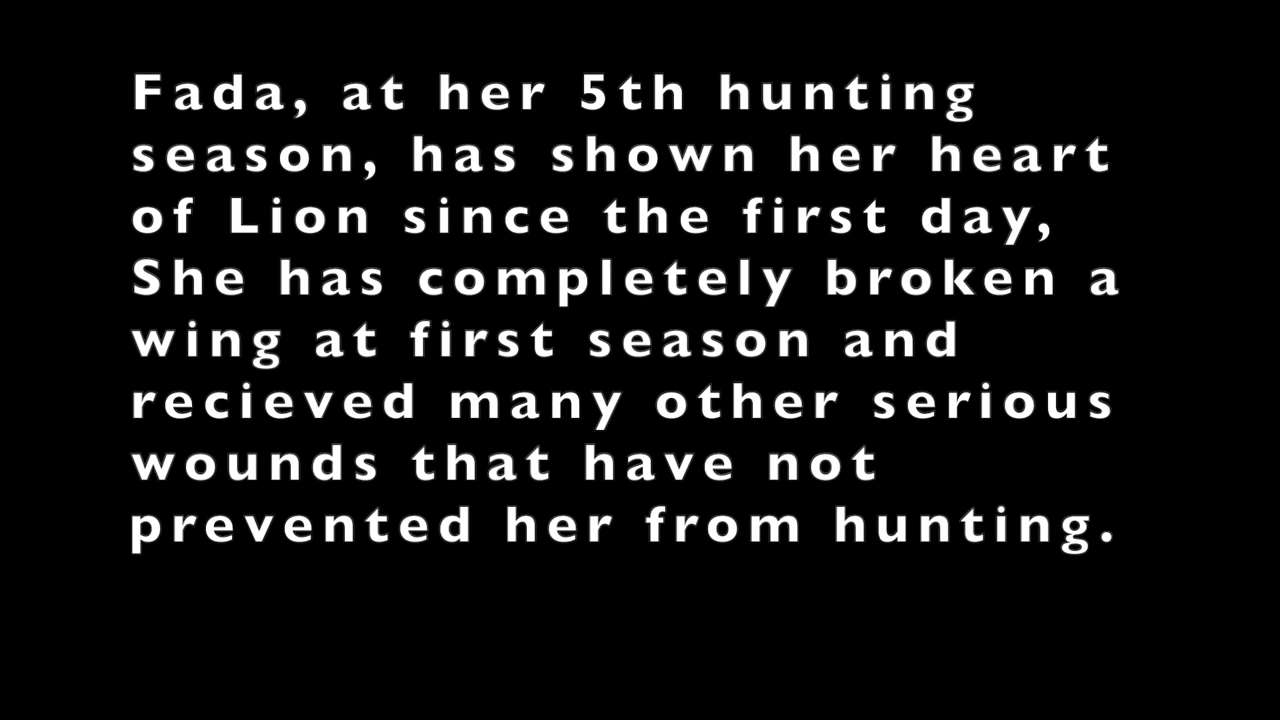 Fada, at her 5th hunting
season, has shown her heart
of Lion since the first day,
She has completely broken a
wing at first season and
recieved many other serious
wounds that have not
prevented her from hunting.